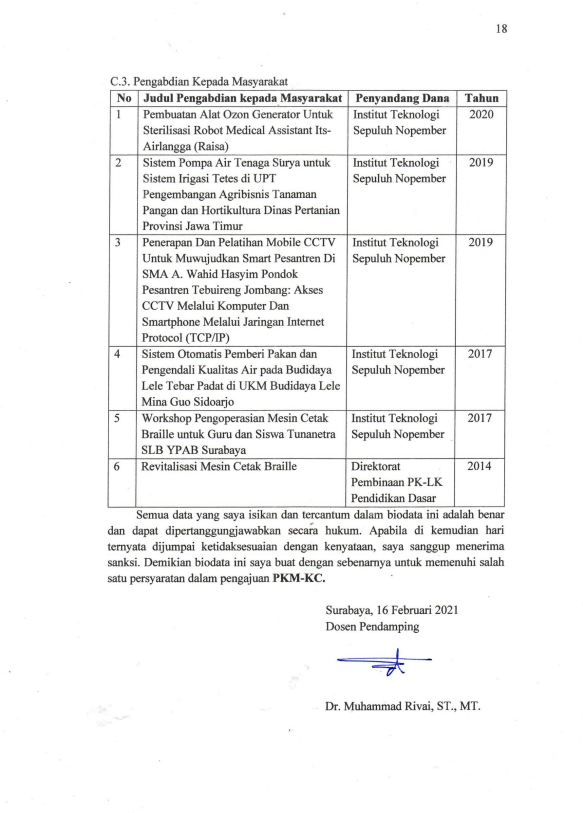 18
C.3. Pengabdian Kepada Masyarakat
No Judul Pengabdian kepada Masyarakat Penyandang Dana Tahun
1 Pembuatan Alat Ozon Generator Untuk Institut Teknologi 2020
Sterilisasi Robot Medical Assistant Its- Sepuluh Nopember
Airlangga (Raisa)
2 Sistem Pompa Air Tenaga Surya untuk Institut Teknologi 2019
Sistem Irigasi Tetes di UPT Sepuluh Nopember
Pengembangan Agribisnis Tanaman
Pangan dan Hortikultura Dinas Pertanian
Provinsi Jawa Timur
3 Penerapan Dan Pelatihan Mobile CCTV Institut Teknologi 2019
Untuk Muwujudkan Smart Pesantren Di Sepuluh Nopember
SMA A. Wahid Hasyim Pondok
Pesantren Tebuireng Jombang: Akses
CCTV Melalui Komputer Dan
Smartphone Melalui Jaringan Internet
Protocol (TCP/IP)
4 Sistem Otomatis Pemberi Pakan dan Institut Teknologi 2017
Pengendali Kualitas Air pada Budidaya Sepuluh Nopember
Lele Tebar Padat di UKM Budidaya Lele
Mina Guo Sidoarjo
5 Workshop Pengoperasian Mesin Cetak Institut Teknologi 2017
Braille untuk Guru dan Siswa Tunanetra Sepuluh Nopember
SLB YPAB Surabaya
6 Revitalisasi Mesin Cetak Braille Direktorat 2014
Pembinaan PK-LK
Pendidikan Dasar
Semua data yang saya isikan dan tercantum dalam biodata ini adalah benar
dan dapat dipertanggungjawabkan secara hukum. Apabila di kemudian hari
ternyata dijumpai ketidaksesuaian dengan kenyataan, saya sanggup menerima
sanksi. Demikian biodata ini saya buat dengan sebenarnya untuk memenuhi salah
satu persyaratan dalam pengajuan PKM-KC.
Surabaya, 16 Februari 2021
Dosen Pendamping
Dr. Muhammad Rivai, ST., MT.